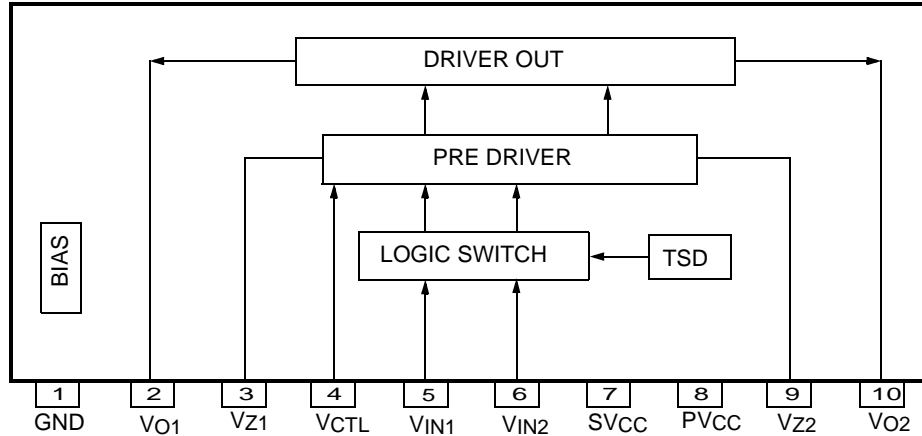 DRIVER OUT
PRE DRIVER
BIAS
LOGIC SWITCH
TSD
1 2 3 4 5 6 7 8 9 10
GND VO1 VZ1 VCTL VIN1 VIN2 SVCC PVCC VZ2 VO2